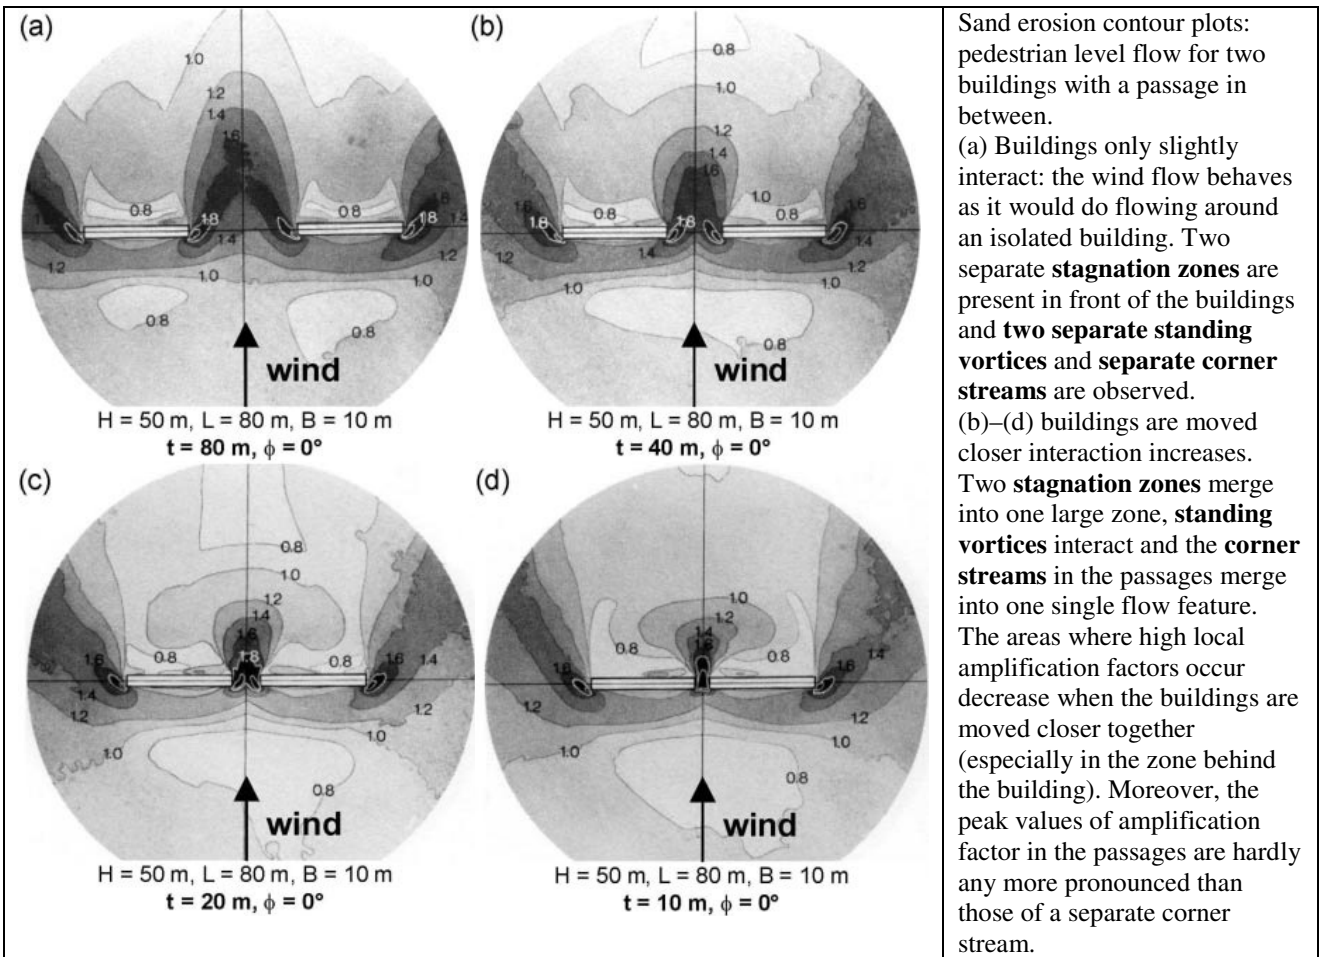 (a)
1.0
1.2
1.4
1.6
0.8
0.8
1.8
1.8
1.4
1.4
1.2
1.2
1.0
1.0
0.8
0.8
wind
H = 50 m, L = 80 m, B = 10 m
t = 80 m, ϕ = 0°
(b)
0.8
1.0
1.2
1.4
1.6
1.0
0.8
0.8
1.8
1.8
1.4
1.2
1.2
1.0
1.0
0.8
wind
H = 50 m, L = 80 m, B = 10 m
t = 40 m, ϕ = 0°
(c)
0.8
1.0
1.2
1.4
1.6
0.8
1.8
0.8
1.6
1.6
1.4
1.4
1.2
1.2
1.0
1.0
0.8
wind
H = 50 m, L = 80 m, B = 10 m
t = 20 m, ϕ = 0°
(d)
1.0
1.2
1.4
1.6
0.8
0.8
1.6
1.6
1.4
1.4
1.2
1.2
1.0
1.0
0.8
wind
H = 50 m, L = 80 m, B = 10 m
t = 10 m, ϕ = 0°
Sand erosion contour plots:
pedestrian level flow for two
buildings with a passage in
between.
(a) Buildings only slightly
interact: the wind flow behaves
as it would do flowing around
an isolated building. Two
separate stagnation zones are
present in front of the buildings
and two separate standing
vortices and separate corner
streams are observed.
(b)–(d) buildings are moved
closer interaction increases.
Two stagnation zones merge
into one large zone, standing
vortices interact and the corner
streams in the passages merge
into one single flow feature.
The areas where high local
amplification factors occur
decrease when the buildings are
moved closer together
(especially in the zone behind
the building). Moreover, the
peak values of amplification
factor in the passages are hardly
any more pronounced than
those of a separate corner
stream.